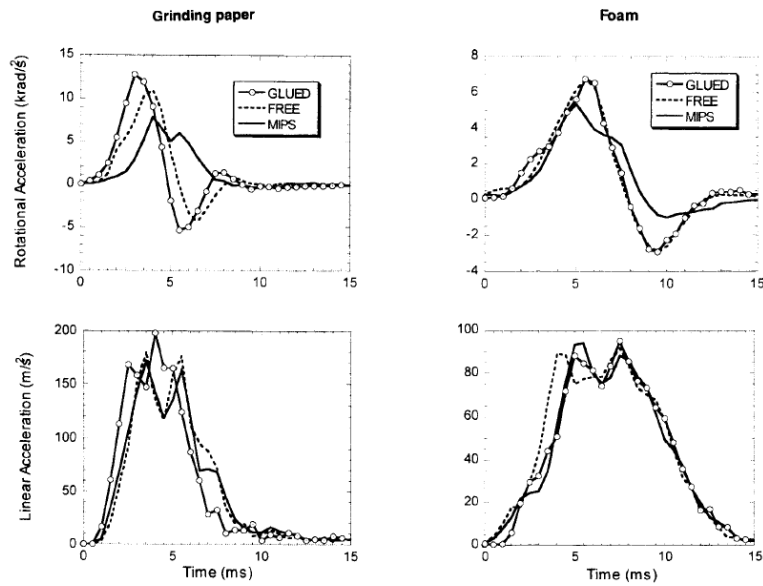 Grinding paper
Foam
Rotational Acceleration (krad/s²)
15
10
5
0
-5
-10
0 5 10 15
GLUED
FREE
MIPS
8
6
4
2
0
-2
-4
0 5 10 15
GLUED
FREE
MIPS
Linear Acceleration (m/s²)
200
150
100
50
0
0 5 10 15
Time (ms)
100
80
60
40
20
0
0 5 10 15
Time (ms)